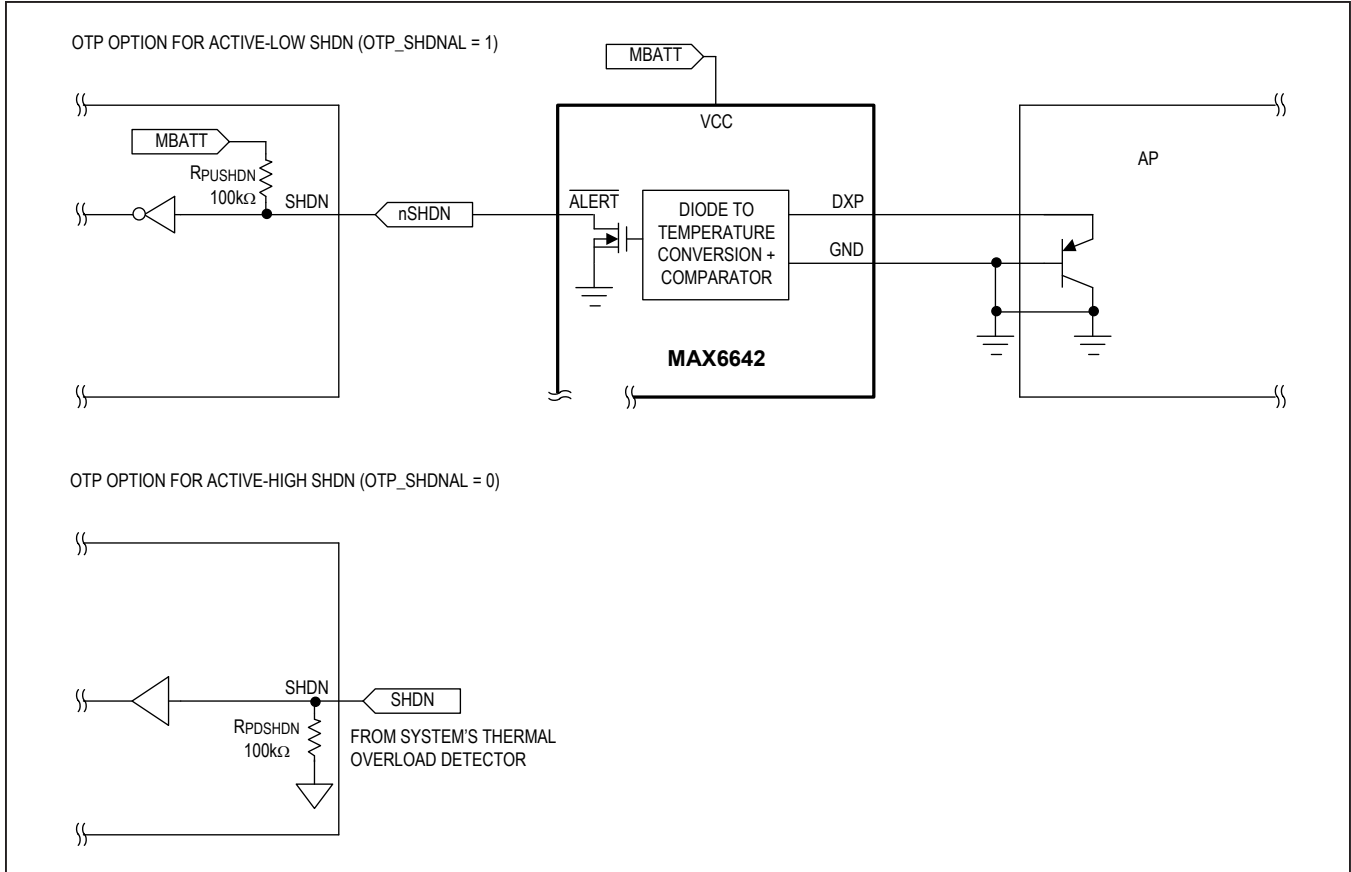 OTP OPTION FOR ACTIVE-LOW SHDN (OTP_SHDNAL = 1)
MBATT
VCC
MBATT
RPUSHDN
100kΩ
SHDN
nSHDN
ALERT
DIODE TO
TEMPERATURE
CONVERSION +
COMPARATOR
DXP
GND
AP
MAX6642
OTP OPTION FOR ACTIVE-HIGH SHDN (OTP_SHDNAL = 0)
SHDN
SHDN
RPDSHDN
100kΩ
FROM SYSTEM'S THERMAL
OVERLOAD DETECTOR